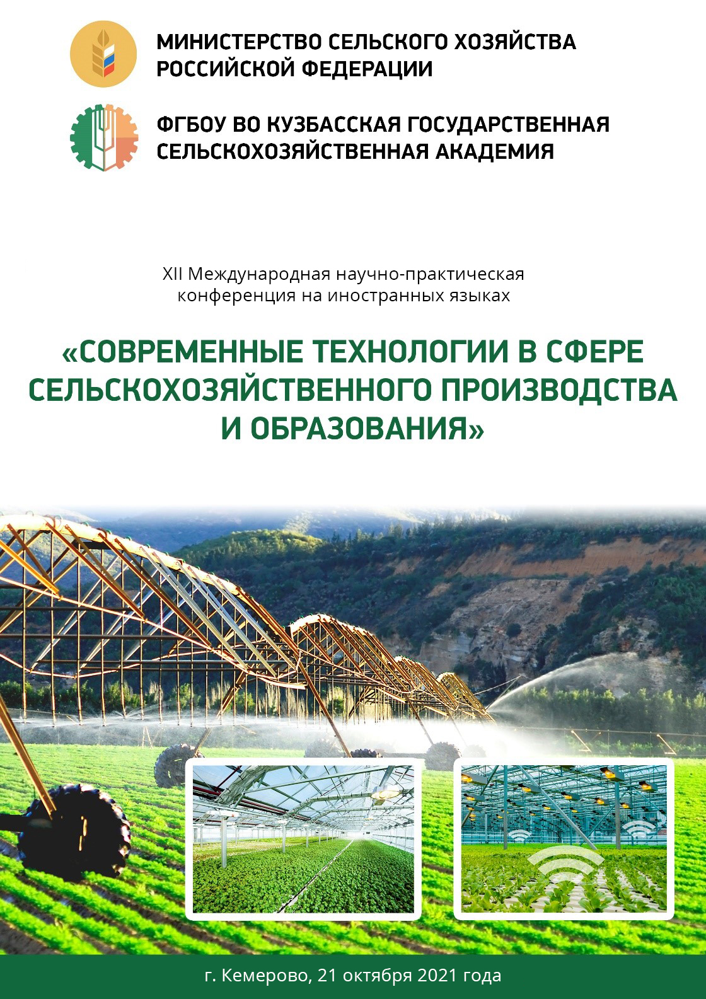 МИНИСТЕРСТВО СЕЛЬСКОГО ХОЗЯЙСТВА
РОССИЙСКОЙ ФЕДЕРАЦИИ
ФГБОУ ВО КУЗБАССКАЯ ГОСУДАРСТВЕННАЯ
СЕЛЬСКОХОЗЯЙСТВЕННАЯ АКАДЕМИЯ
XII Международная научно-практическая
конференция на иностранных языках
«СОВРЕМЕННЫЕ ТЕХНОЛОГИИ В СФЕРЕ
СЕЛЬСКОХОЗЯЙСТВЕННОГО ПРОИЗВОДСТВА
И ОБРАЗОВАНИЯ»
г. Кемерово, 21 октября 2021 года